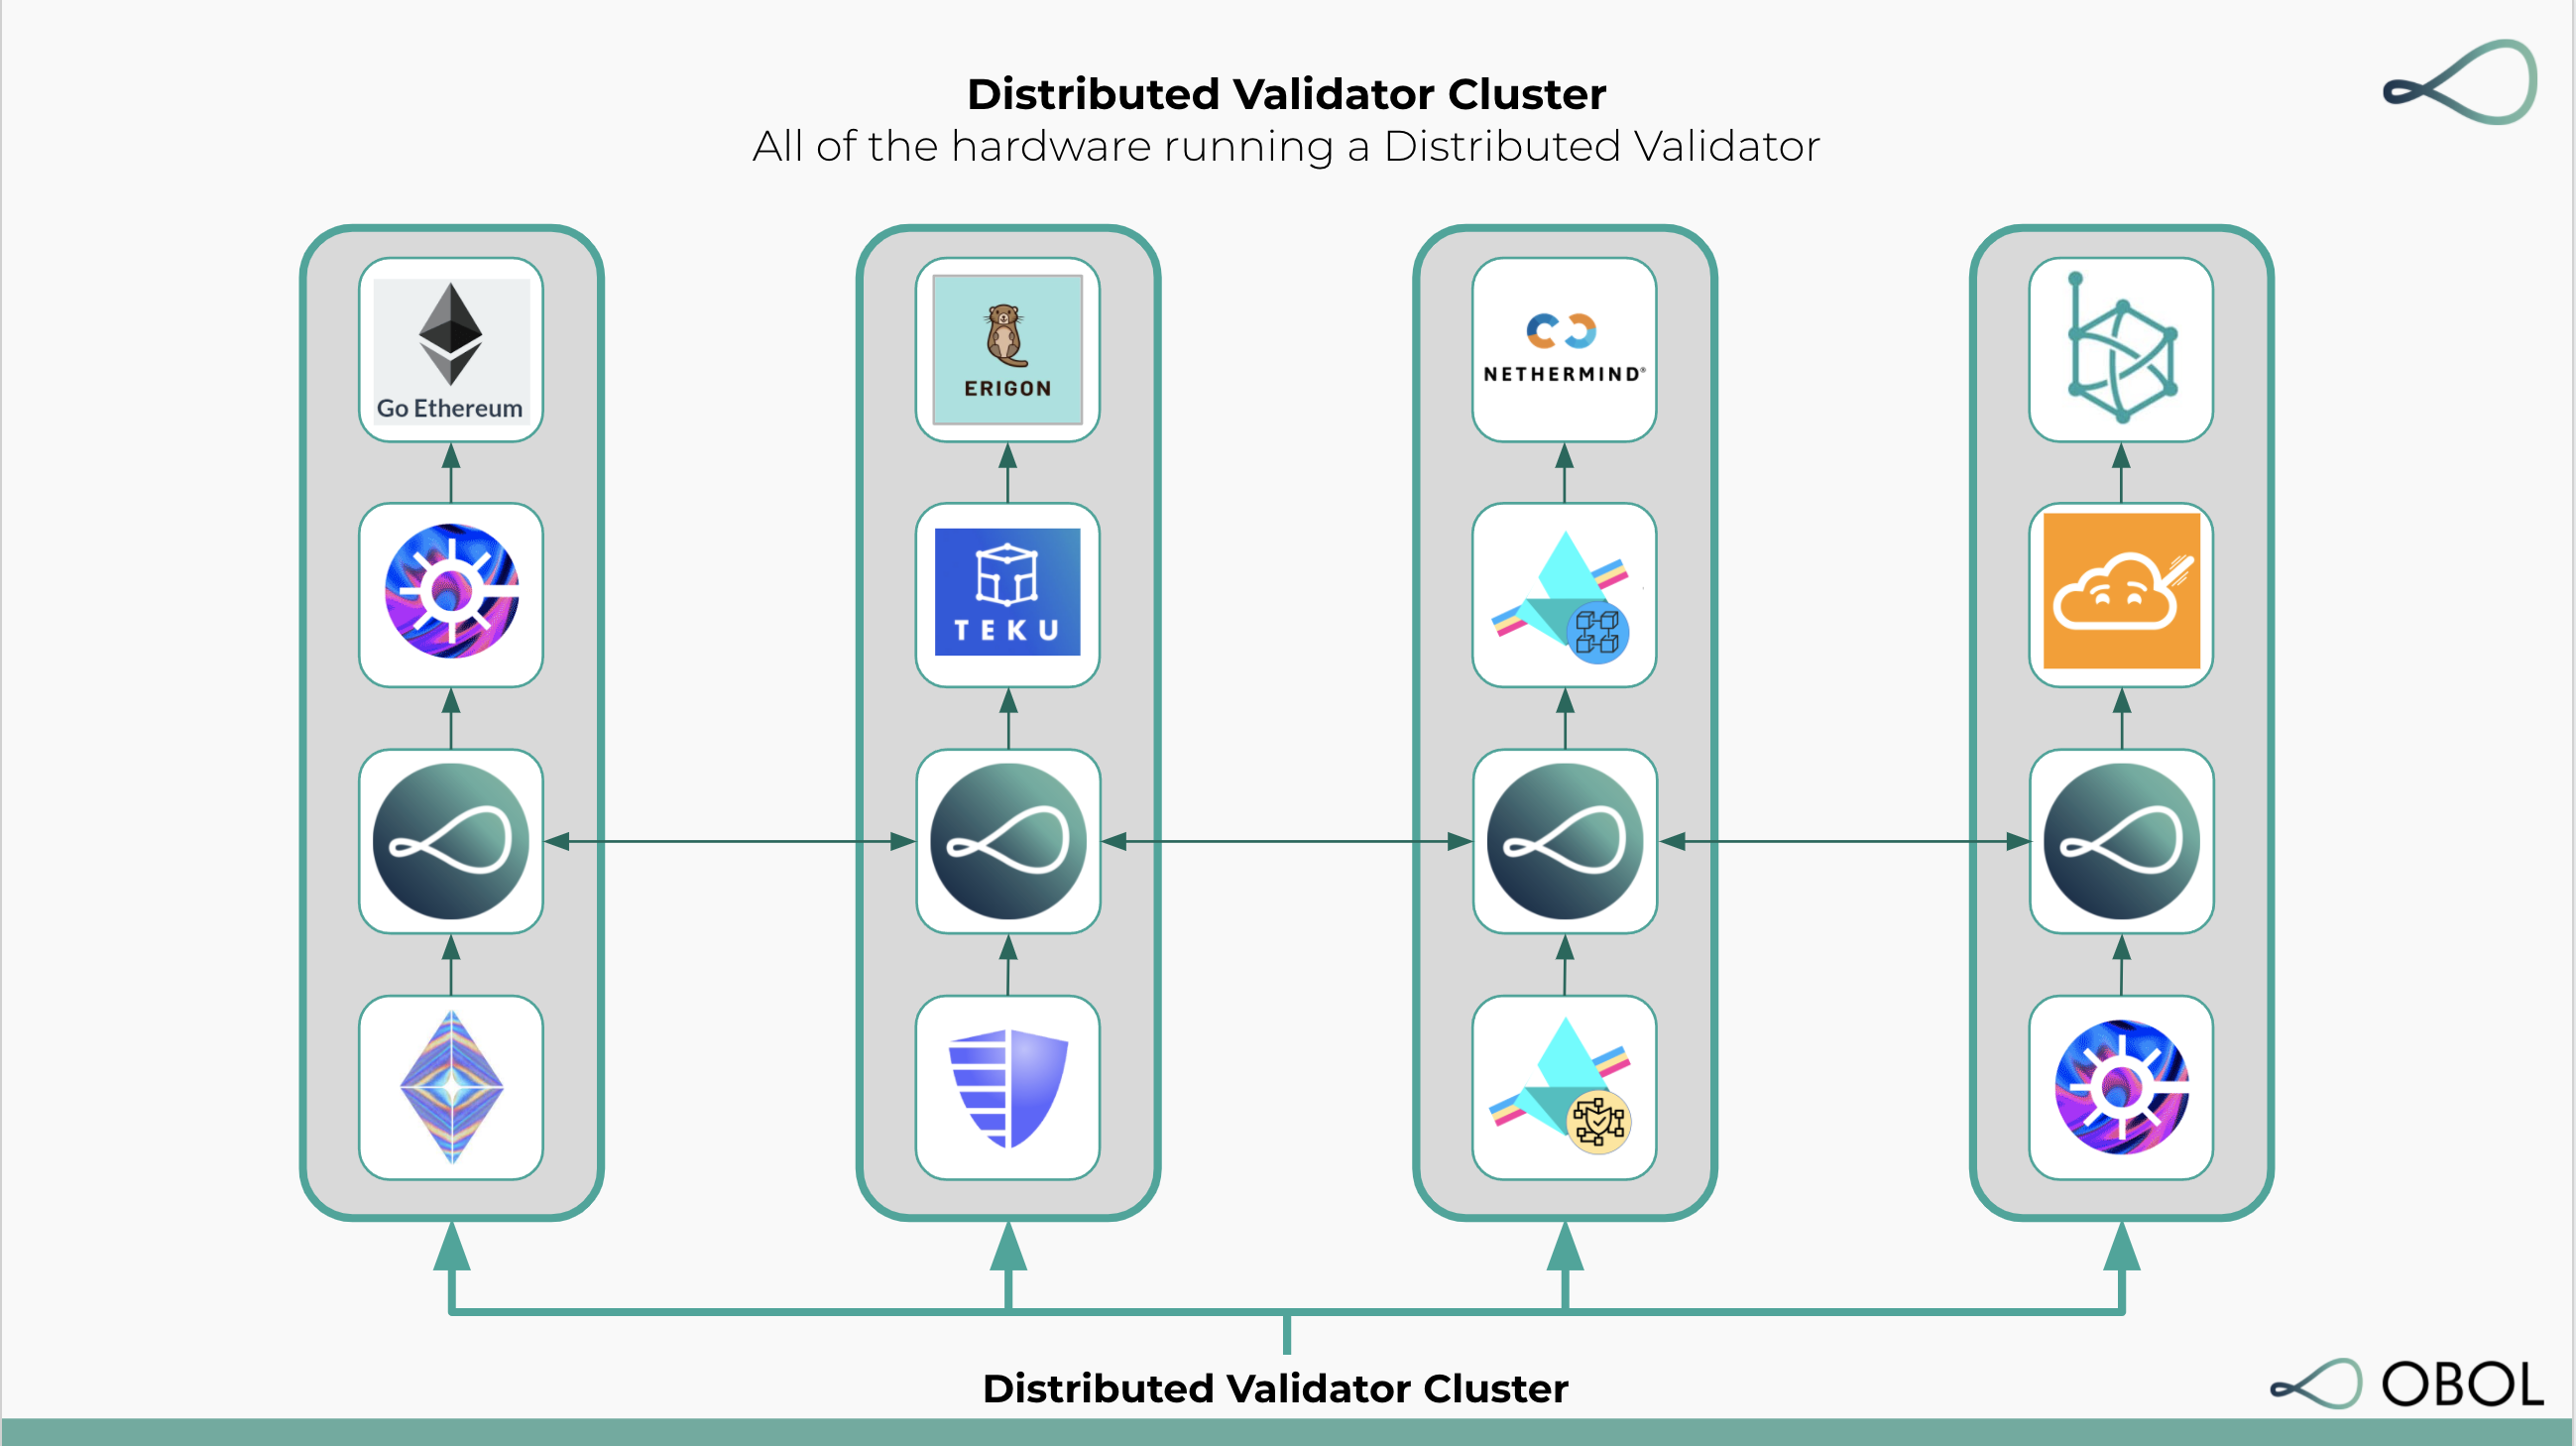 Distributed Validator Cluster
All of the hardware running a Distributed Validator
Go Ethereum
ERIGON
NETHERMIND®
TEKU
Distributed Validator Cluster
OBOL